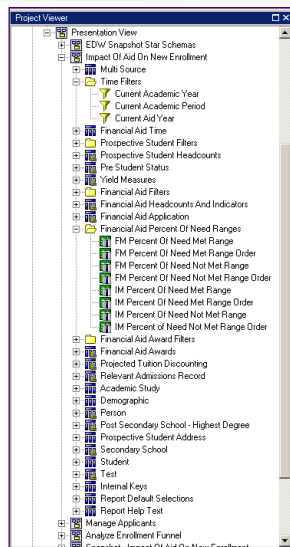 Project Viewer
Presentation View
EDW Snapshot Star Schemas
Impact Of Aid On New Enrollment
Multi Source
Time Filters
Current Academic Year
Current Academic Period
Current Aid Year
Financial Aid Time
Prospective Student Filters
Prospective Student Headcounts
Pre Student Status
Yield Measures
Financial Aid Filters
Financial Aid Headcounts And Indicators
Financial Aid Application
Financial Aid Percent Of Need Ranges
FM Percent Of Need Met Range
FM Percent Of Need Met Range Order
FM Percent Of Need Not Met Range
FM Percent Of Need Not Met Range Order
IM Percent Of Need Met Range
IM Percent Of Need Met Range Order
IM Percent Of Need Not Met Range
IM Percent of Need Not Met Range Order
Financial Aid Award Filters
Financial Aid Awards
Projected Tuition Discounting
Relevant Admissions Record
Academic Study
Demographic
Person
Post Secondary School - Highest Degree
Prospective Student Address
Secondary School
Student
Test
Internal Keys
Report Default Selections
Report Help Text
Manage Applicants
Analyze Enrollment Funnel
Snapshot - Impact Of Aid On New Enrollment